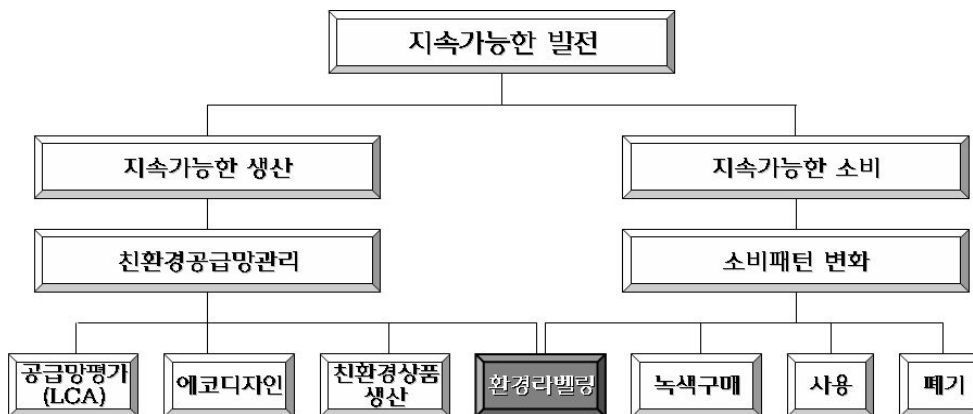 지속가능한 발전
지속가능한 생산
지속가능한 소비
친환경공급망관리
소비패턴 변화
공급망평가
(LCA)
에코디자인
친환경상품
생산
환경라벨링
녹색구매
사용
폐기